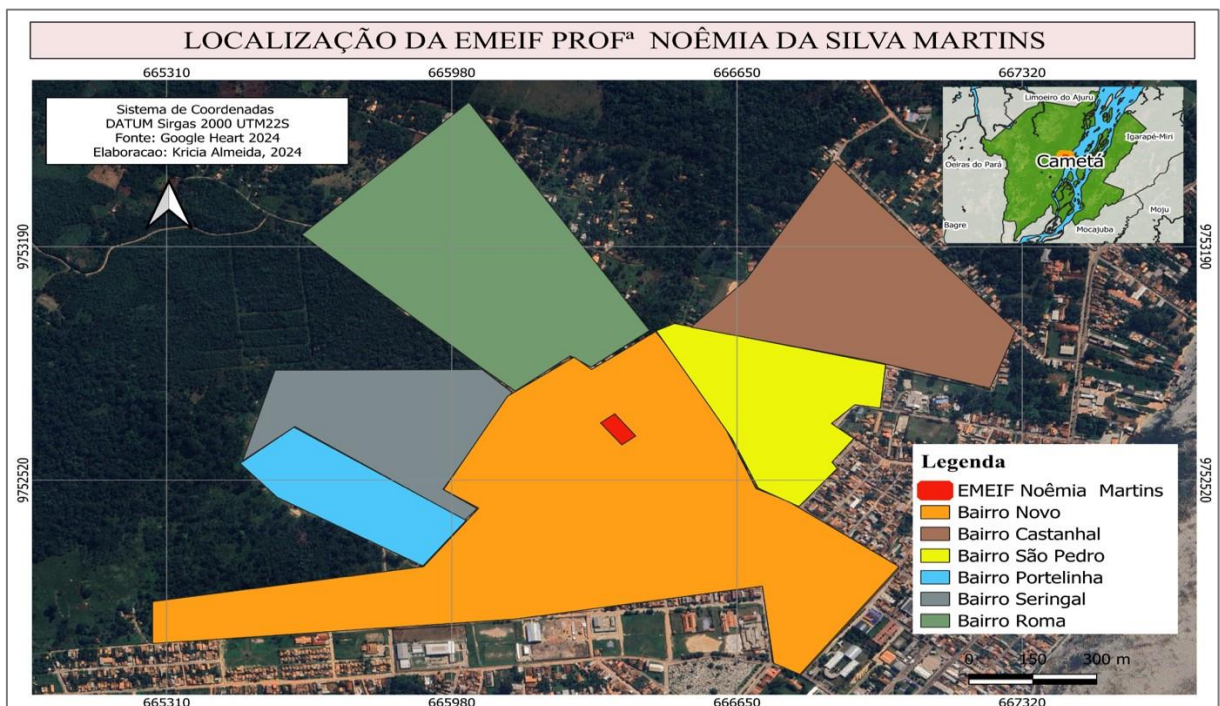 LOCALIZAÇÃO DA EMEIF PROFª NOÊMIA DA SILVA MARTINS
665310 665980 666650 667320
Sistema de Coordenadas
DATUM Sirgas 2000 UTM22S
Fonte: Google Heart 2024
Elaboracao: Kricia Almeida, 2024
Limoeiro do Ajuru
Igarapé-Miri
Oeiras do Pará
Cametá
Moju
Bagre
Mocajuba
9753190 9753190
9752520 9752520
Legenda
EMEIF Noêmia Martins
Bairro Novo
Bairro Castanhal
Bairro São Pedro
Bairro Portelinha
Bairro Seringal
Bairro Roma
0 150 300 m
665310 665980 666650 667320